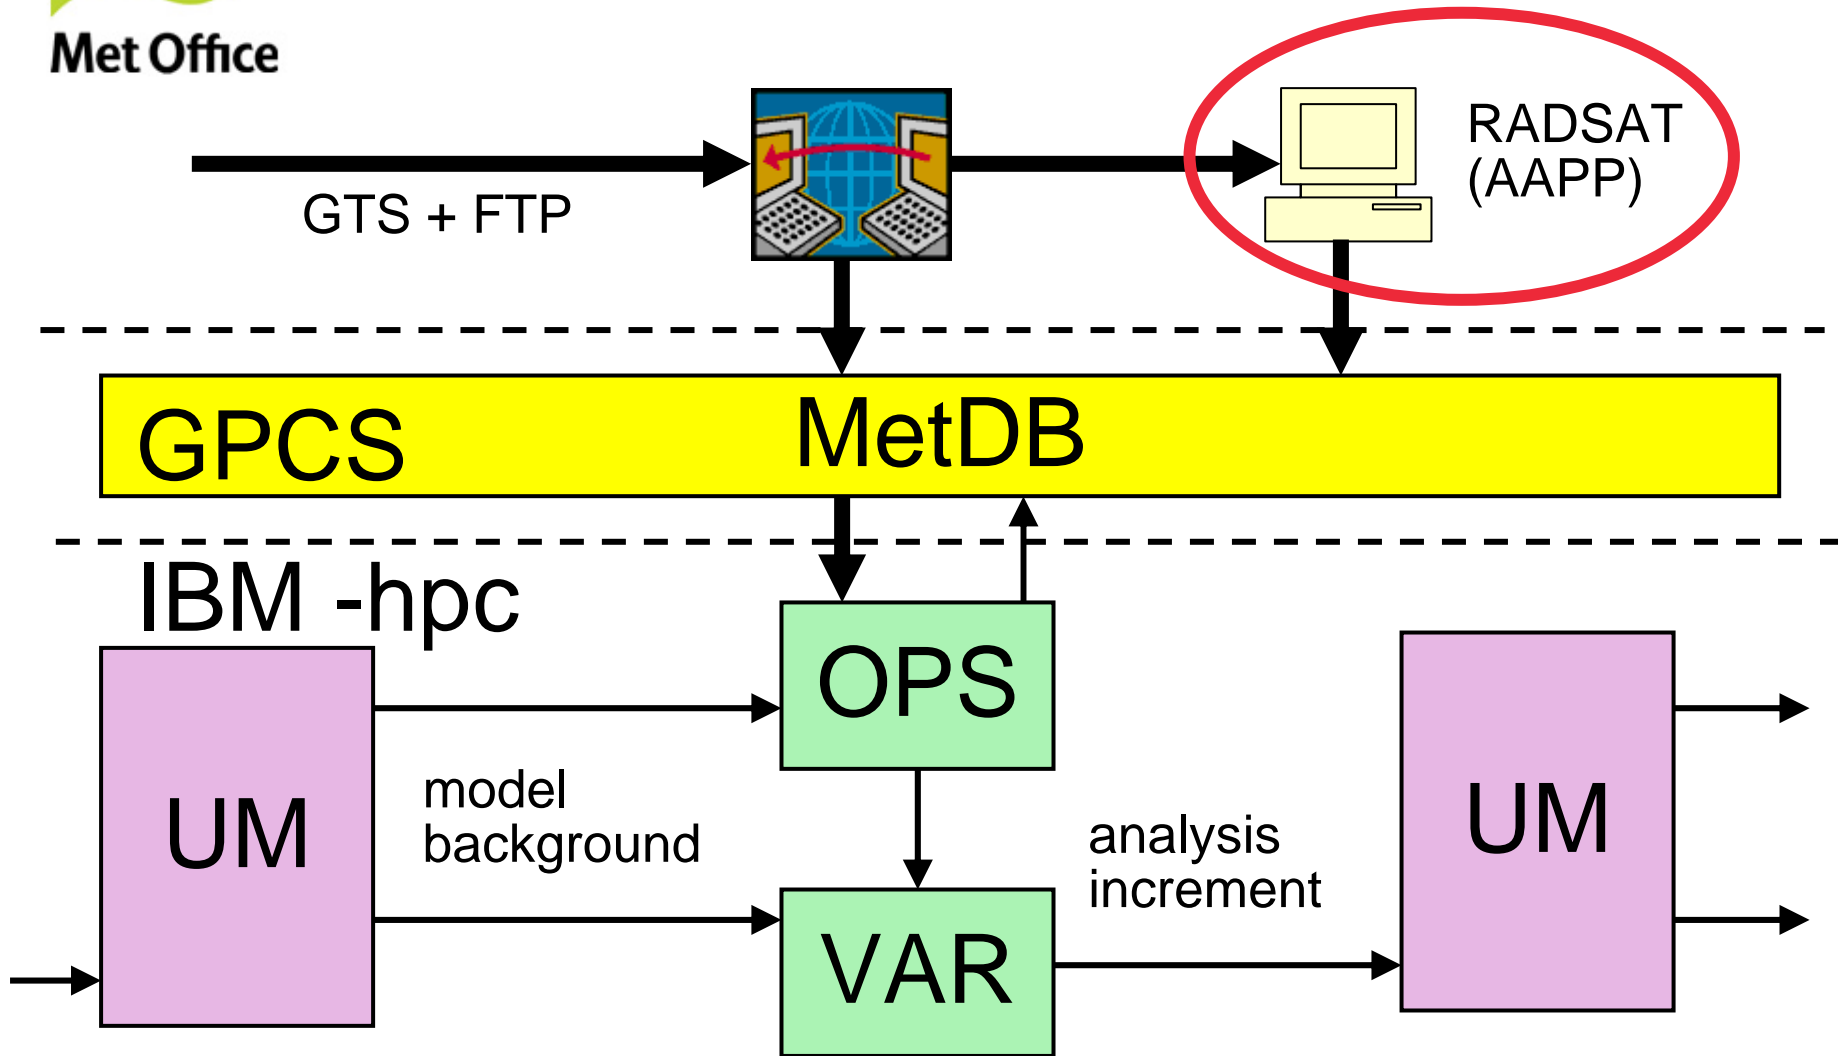 Met Office
RADSAT
(AAPP)
GTS + FTP
GPCS
MetDB
IBM -hpc
OPS
UM
model
background
analysis
increment
UM
VAR